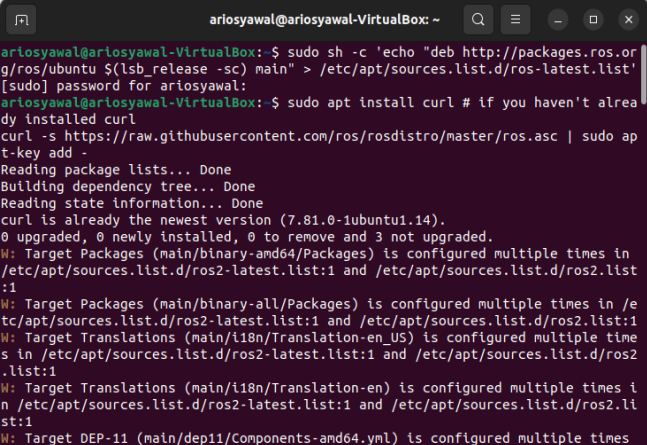 ariosyawal@ariosyawal-VirtualBox: ~
ariosyawal@ariosyawal-VirtualBox:~$ sudo sh -c 'echo "deb http://packages.ros.or
g/ros/ubuntu $(lsb_release -sc) main" > /etc/apt/sources.list.d/ros-latest.list'
[sudo] password for ariosyawal:
ariosyawal@ariosyawal-VirtualBox:~$ sudo apt install curl # if you haven't alrea
dy installed curl
curl -s https://raw.githubusercontent.com/ros/rosdistro/master/ros.asc | sudo ap
t-key add -
Reading package lists... Done
Building dependency tree... Done
Reading state information... Done
curl is already the newest version (7.81.0-1ubuntu1.14).
0 upgraded, 0 newly installed, 0 to remove and 3 not upgraded.
W: Target Packages (main/binary-amd64/Packages) is configured multiple times in
/etc/apt/sources.list.d/ros2-latest.list:1 and /etc/apt/sources.list.d/ros2.list
:1
W: Target Packages (main/binary-all/Packages) is configured multiple times in /e
tc/apt/sources.list.d/ros2-latest.list:1 and /etc/apt/sources.list.d/ros2.list:1
W: Target Translations (main/i18n/Translation-en_US) is configured multiple time
s in /etc/apt/sources.list.d/ros2-latest.list:1 and /etc/apt/sources.list.d/ros2
.list:1
W: Target Translations (main/i18n/Translation-en) is configured multiple times i
n /etc/apt/sources.list.d/ros2-latest.list:1 and /etc/apt/sources.list.d/ros2.li
st:1
W: Target DEP-11 (main/dep11/Components-amd64.yml) is configured multiple times